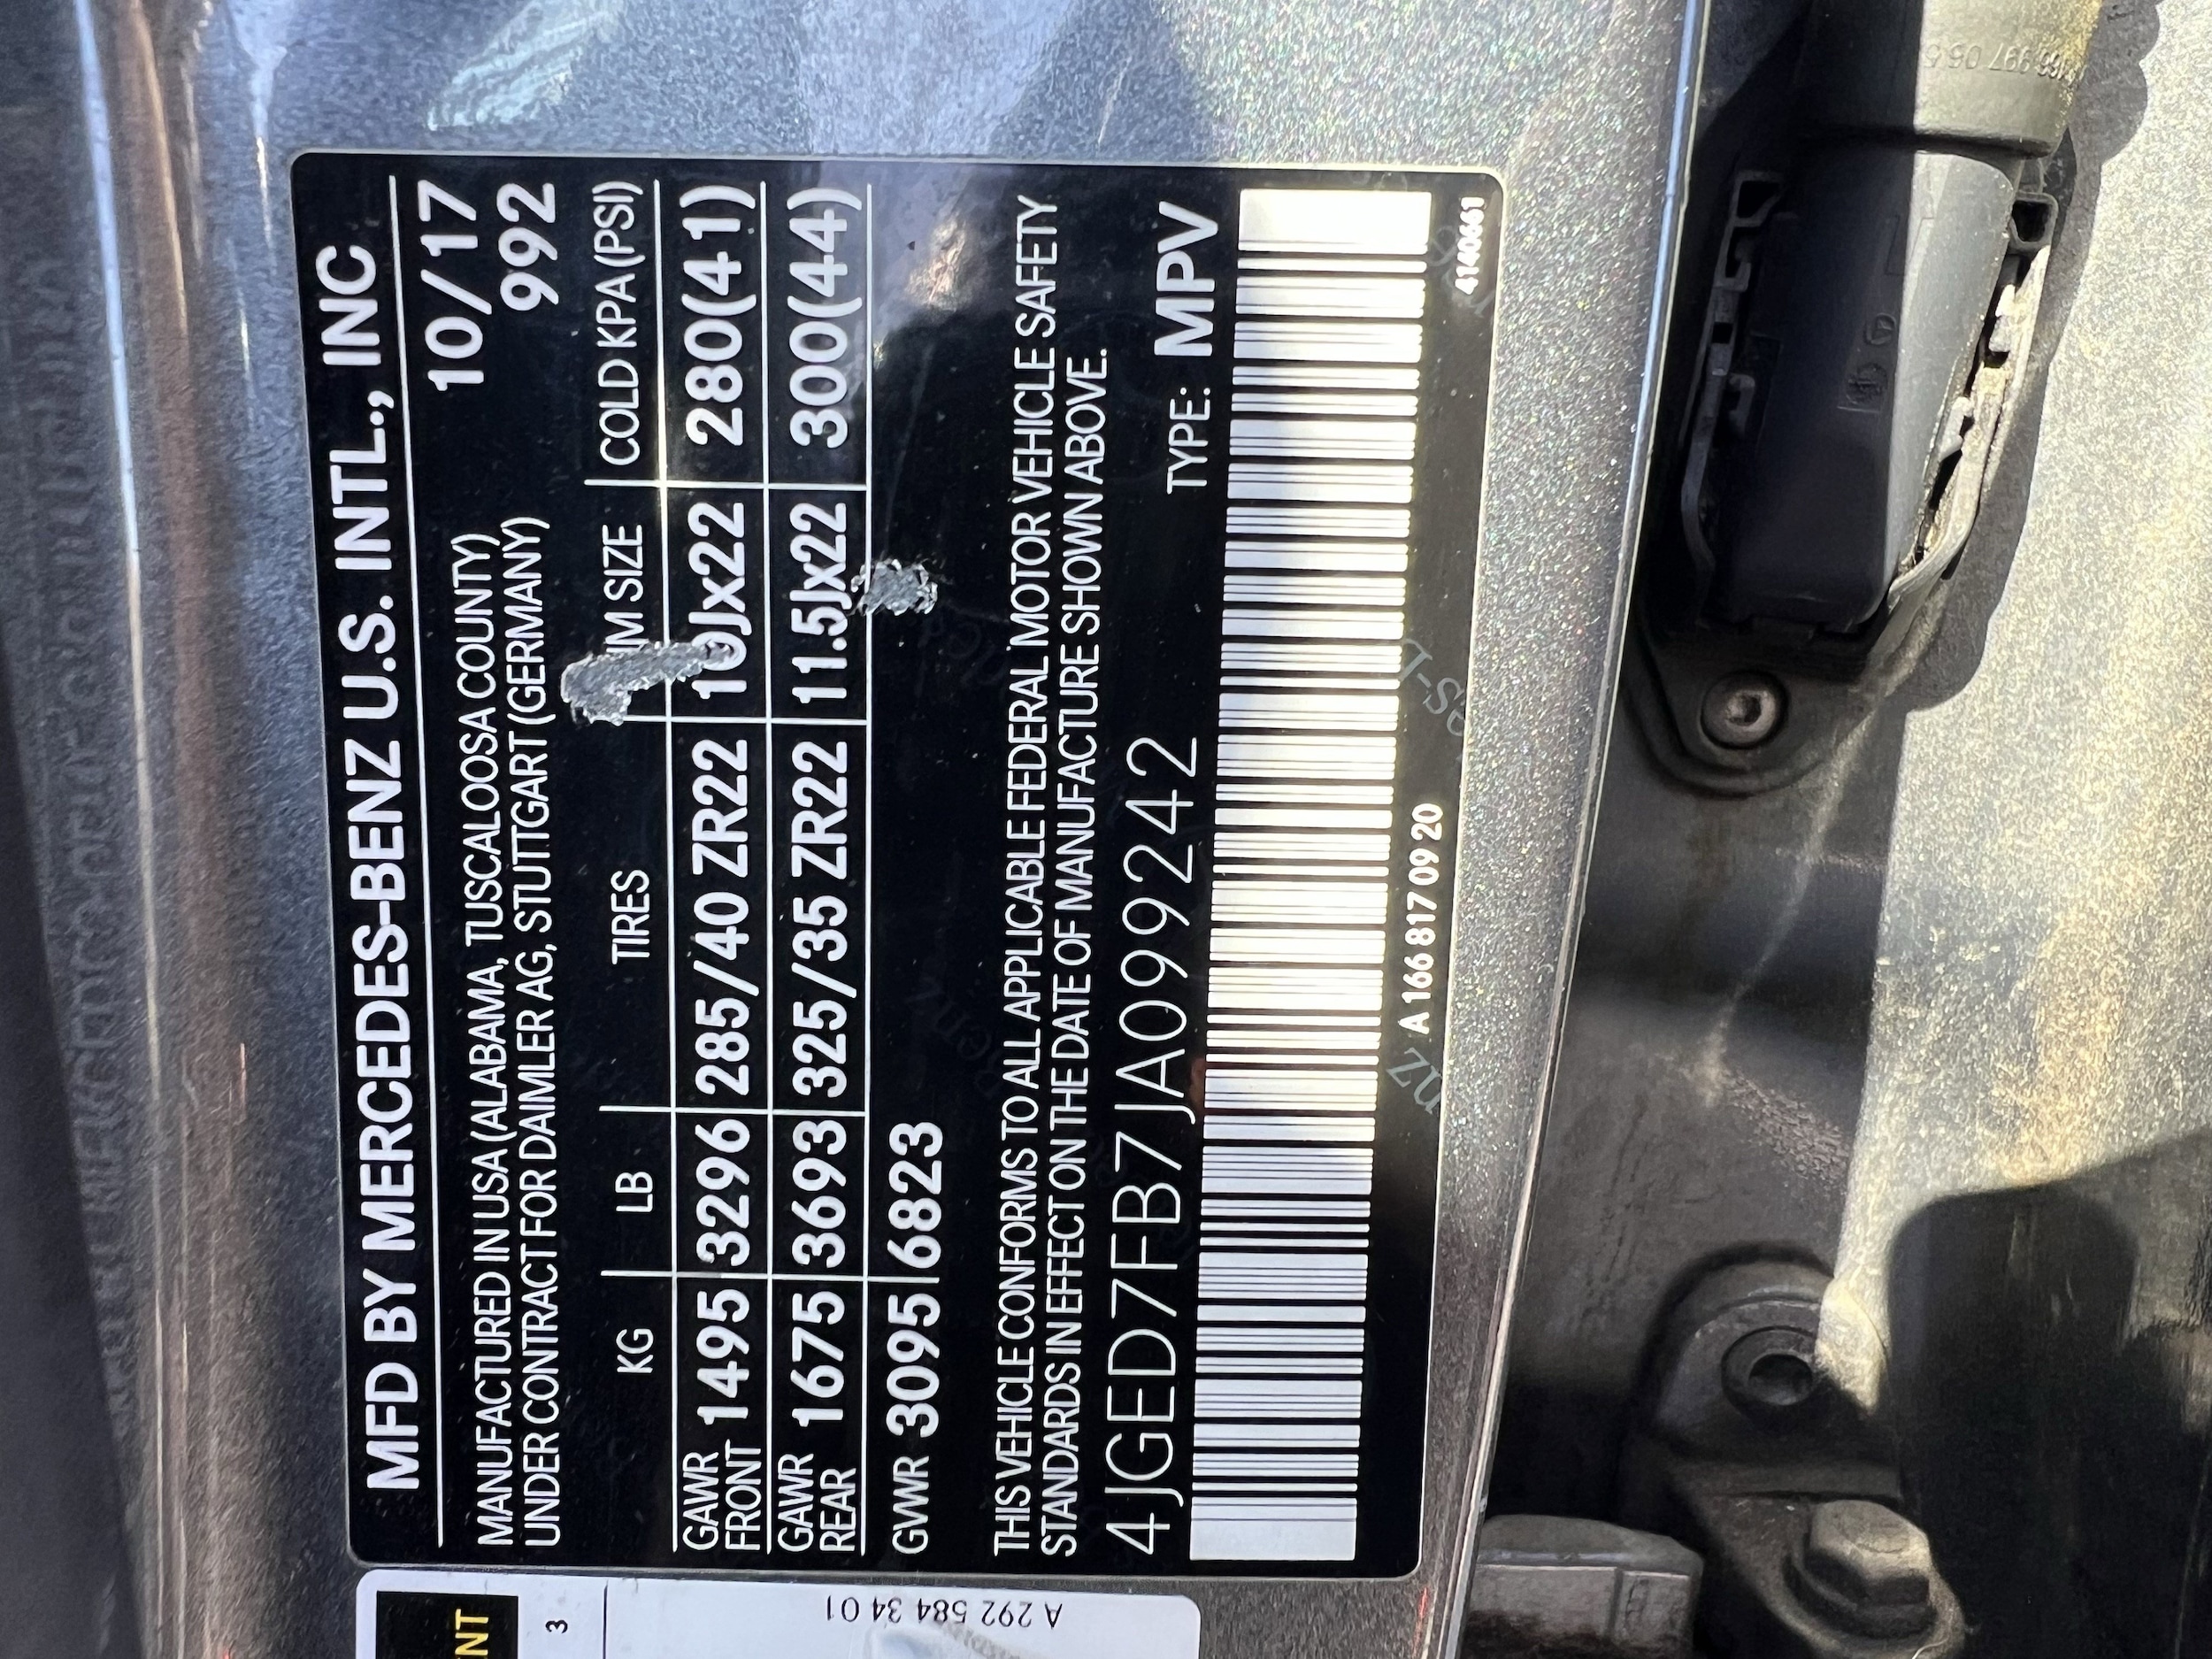 MFD BY MERCEDES-BENZ U.S. INTL., INC
MANUFACTURED IN USA (ALABAMA, TUSCALOOSA COUNTY) 10/17
UNDER CONTRACT FOR DAIMLER AG, STUTTGART (GERMANY) 992
KG LB TIRES SIZE COLD KPA (PSI)
GAWR FRONT 1495 3296 285/40 ZR22 10Jx22 280(41)
GAWR REAR 1675 3693 325/35 ZR22 11.5Jx22 300(44)
GVWR 3095 6823
THIS VEHICLE CONFORMS TO ALL APPLICABLE FEDERAL MOTOR VEHICLE SAFETY
STANDARDS IN EFFECT ON THE DATE OF MANUFACTURE SHOWN ABOVE.
4JGED7FB7JA099242 TYPE: MPV
A 166 817 09 20
4140661
3
A 292 584 34 01